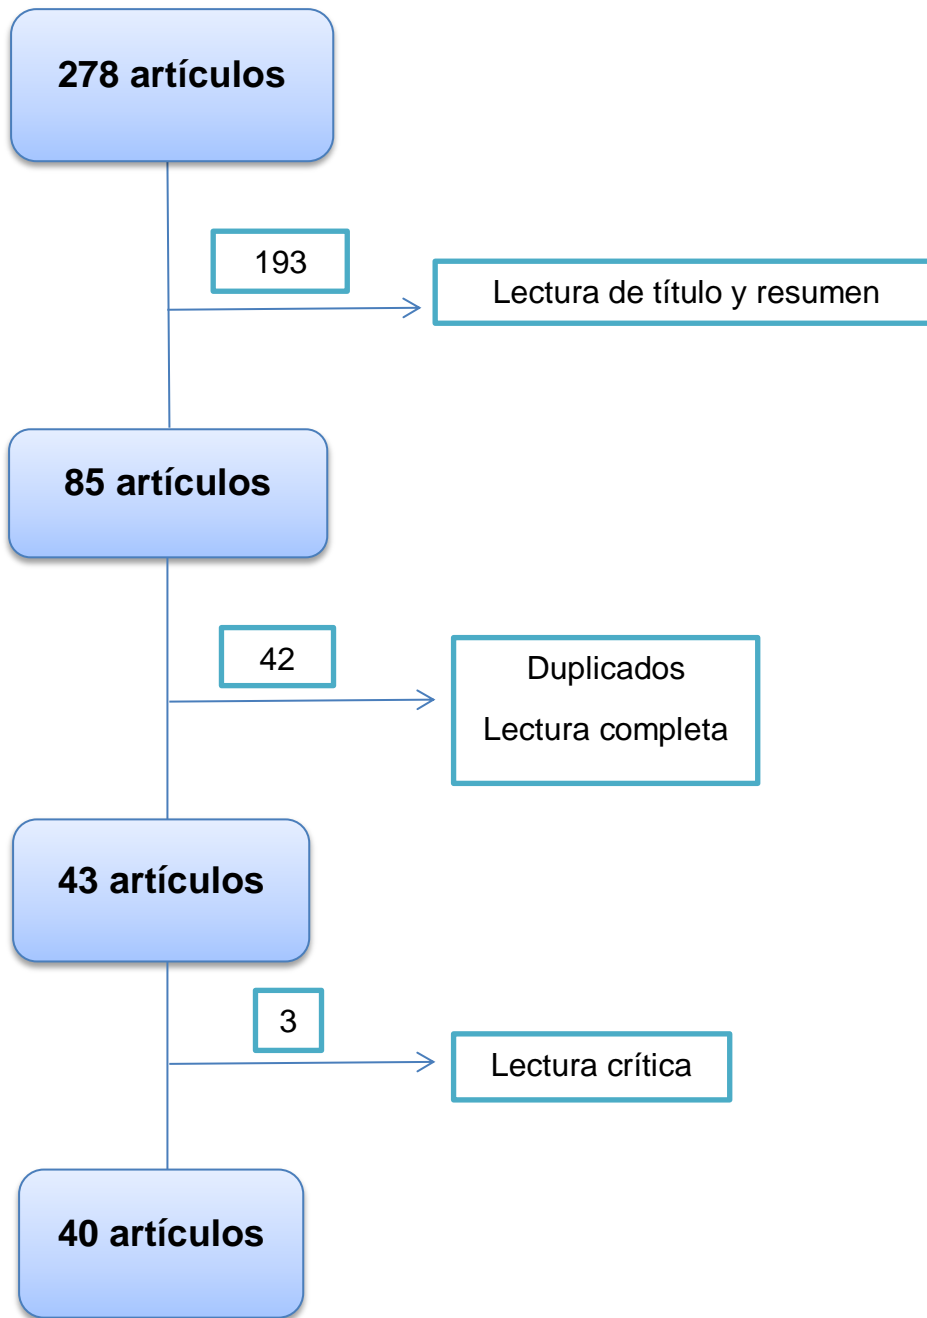 278 artículos
193
Lectura de título y resumen
85 artículos
42
Duplicados
Lectura completa
43 artículos
3
Lectura crítica
40 artículos